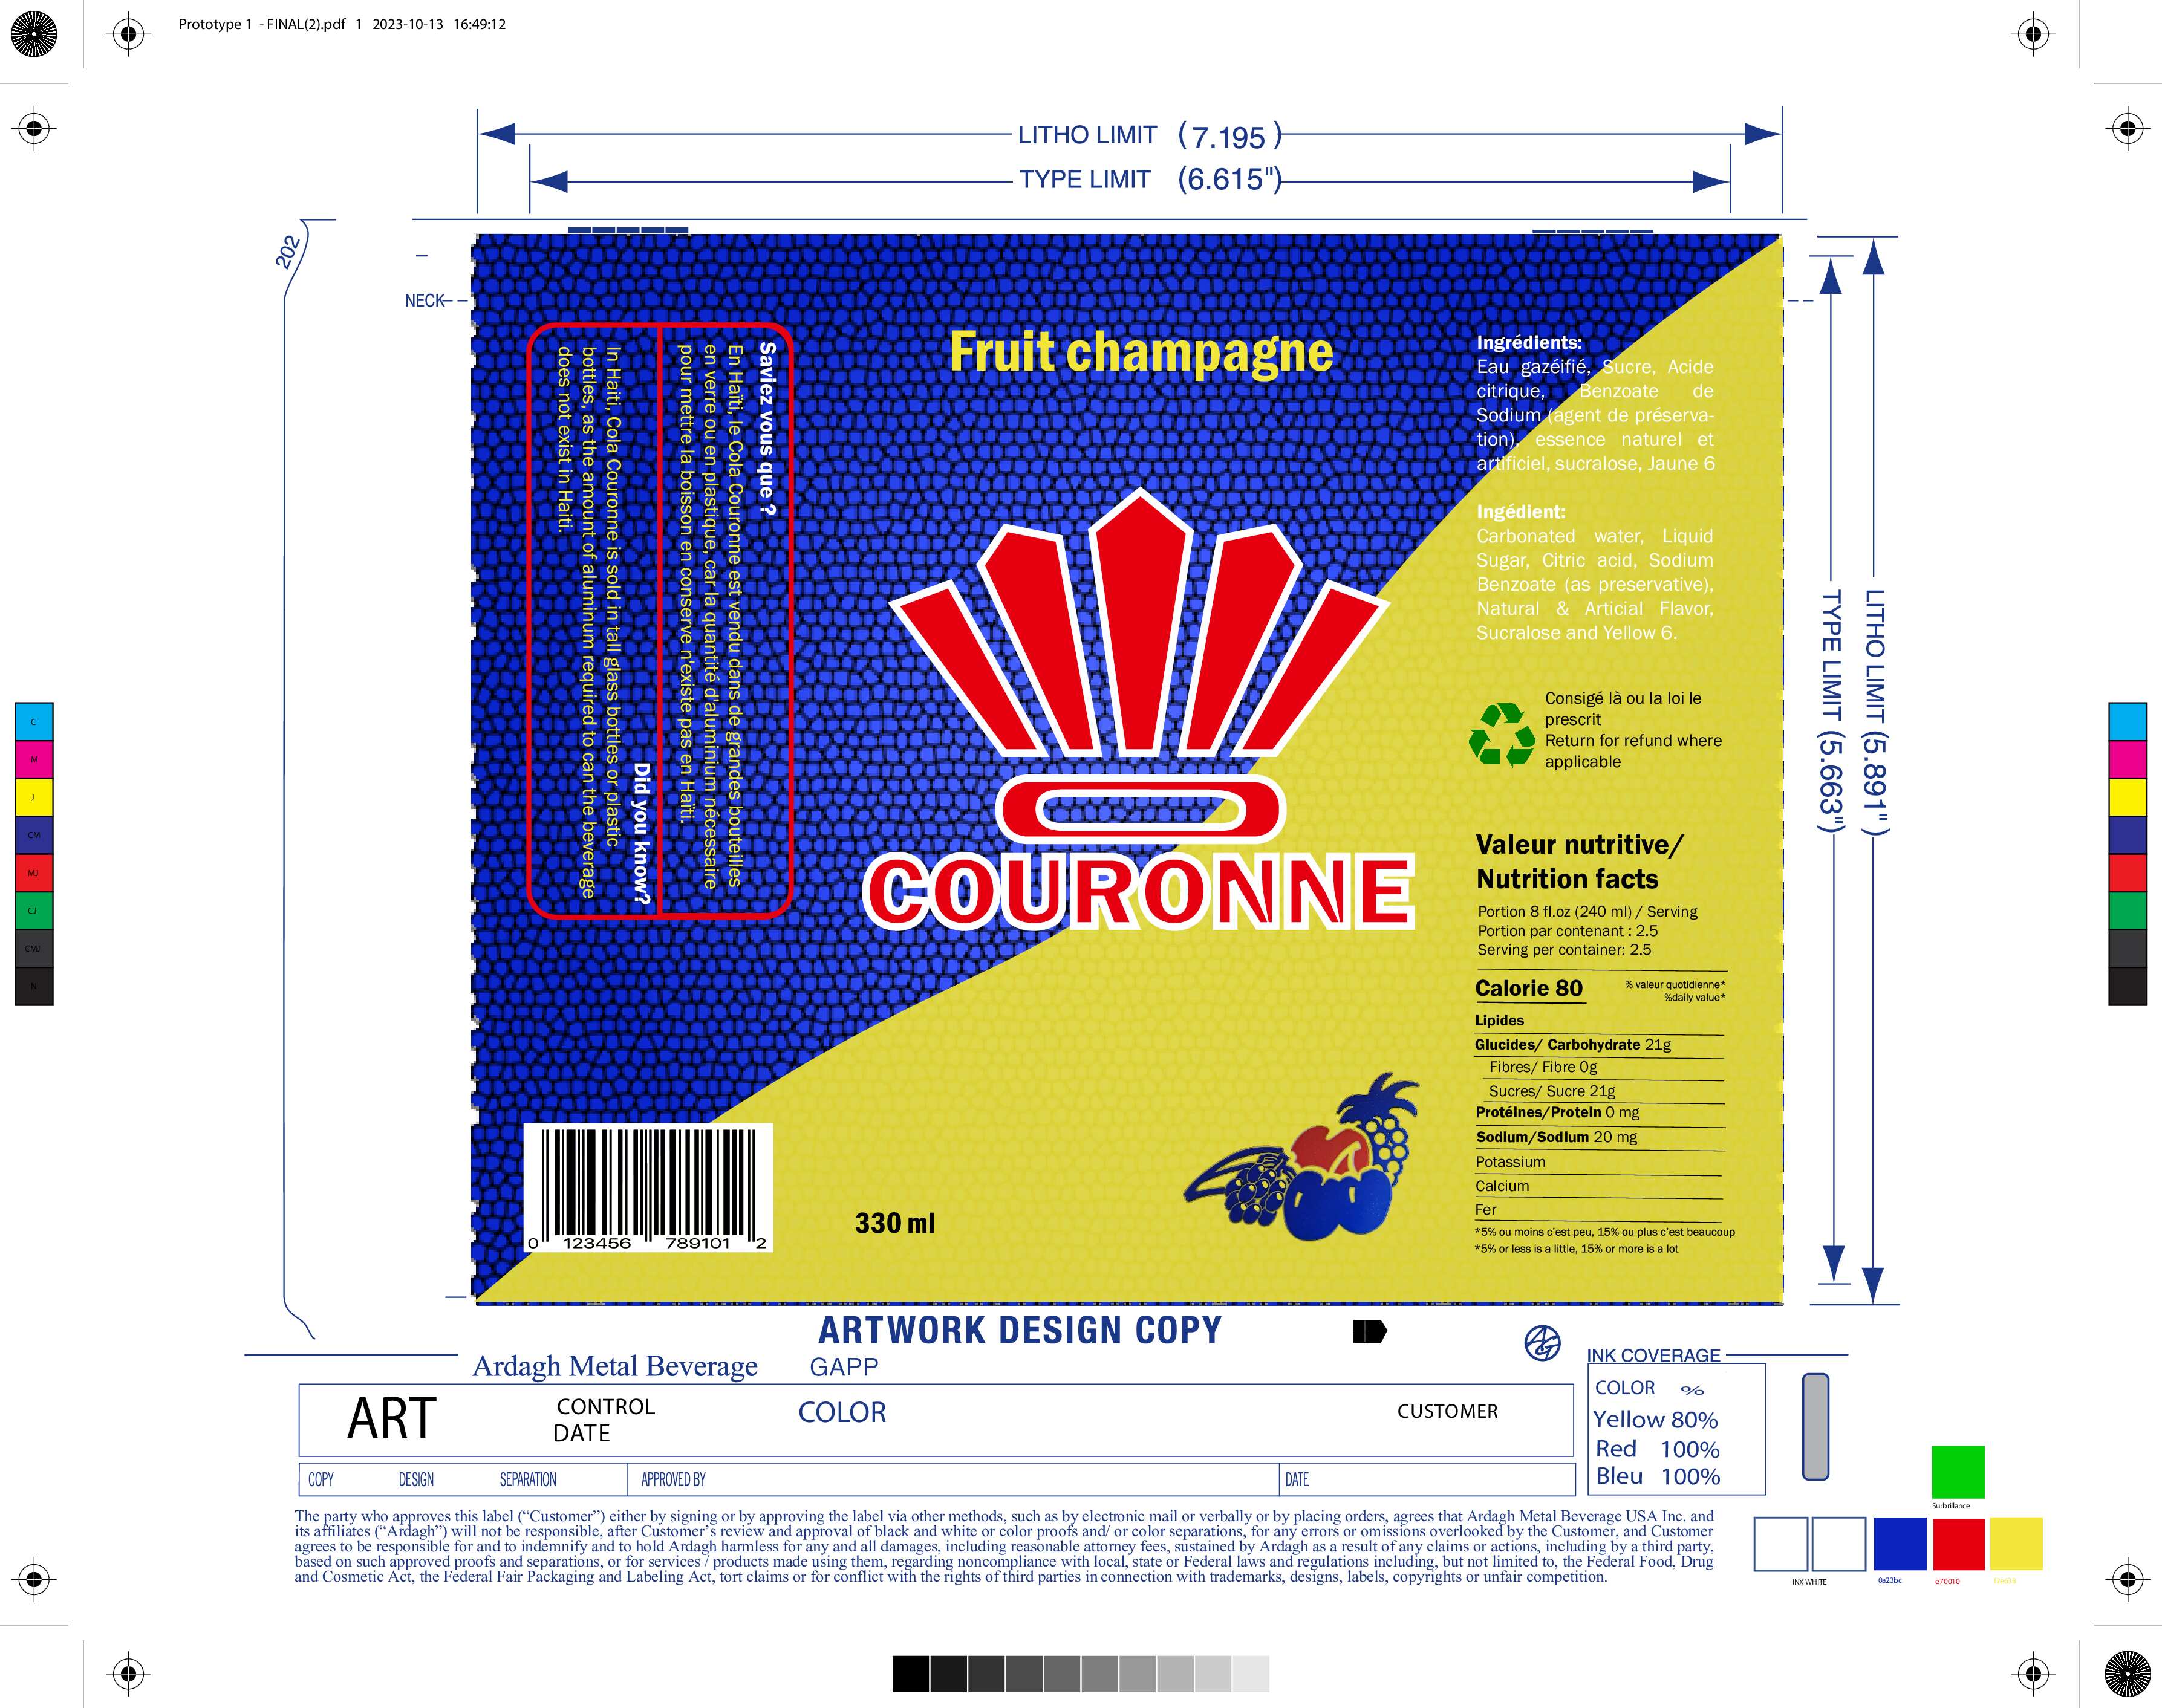 Prototype 1 - FINAL(2).pdf 1 2023-10-13 16:49:12
LITHO LIMIT (7.195)
TYPE LIMIT (6.615")
202
NECK
Saviez vous que ?
En Haïti, le Cola Couronne est vendu dans de grandes bouteilles
en verre ou en plastique, car la quantité d'aluminium nécessaire
pour mettre la boisson en conserve n'existe pas en Haïti.
Did you know?
In Haiti, Cola Couronne is sold in tall glass bottles or plastic
bottles, as the amount of aluminum required to can the beverage
does not exist in Haiti.
Fruit champagne
COURONNE
330 ml
0 123456 789101 2
Ingrédients:
Eau gazéifié, Sucre, Acide
citrique, Benzoate de
Sodium (agent de préserva-
tion), essence naturel et
artificiel, sucralose, Jaune 6
Ingédient:
Carbonated water, Liquid
Sugar, Citric acid, Sodium
Benzoate (as preservative),
Natural & Articial Flavor,
Sucralose and Yellow 6.
Consigé là ou la loi le
prescrit
Return for refund where
applicable
Valeur nutritive/
Nutrition facts
Portion 8 fl.oz (240 ml) / Serving
Portion par contenant : 2.5
Serving per container: 2.5
Calorie 80
% valeur quotidienne*
%daily value*
Lipides
Glucides/ Carbohydrate 21g
Fibres/ Fibre 0g
Sucres/ Sucre 21g
Protéines/Protein 0 mg
Sodium/Sodium 20 mg
Potassium
Calcium
Fer
*5% ou moins c'est peu, 15% ou plus c'est beaucoup
*5% or less is a little, 15% or more is a lot
TYPE LIMIT (5.663")
LITHO LIMIT (5.891")
C
M
J
CM
MJ
CJ
CMJ
N
ARTWORK DESIGN COPY
Ardagh Metal Beverage GAPP
ART
CONTROL
DATE
COLOR
CUSTOMER
COPY DESIGN SEPARATION APPROVED BY DATE
INK COVERAGE
COLOR %
Yellow 80%
Red 100%
Bleu 100%
The party who approves this label (“Customer”) either by signing or by approving the label via other methods, such as by electronic mail or verbally or by placing orders, agrees that Ardagh Metal Beverage USA Inc. and
its affiliates (“Ardagh”) will not be responsible, after Customer’s review and approval of black and white or color proofs and/ or color separations, for any errors or omissions overlooked by the Customer, and Customer
agrees to be responsible for and to indemnify and to hold Ardagh harmless for any and all damages, including reasonable attorney fees, sustained by Ardagh as a result of any claims or actions, including by a third party,
based on such approved proofs and separations, or for services / products made using them, regarding noncompliance with local, state or Federal laws and regulations including, but not limited to, the Federal Food, Drug
and Cosmetic Act, the Federal Fair Packaging and Labeling Act, tort claims or for conflict with the rights of third parties in connection with trademarks, designs, labels, copyrights or unfair competition.
Surbrillance
INX WHITE
0a23bc
e70010